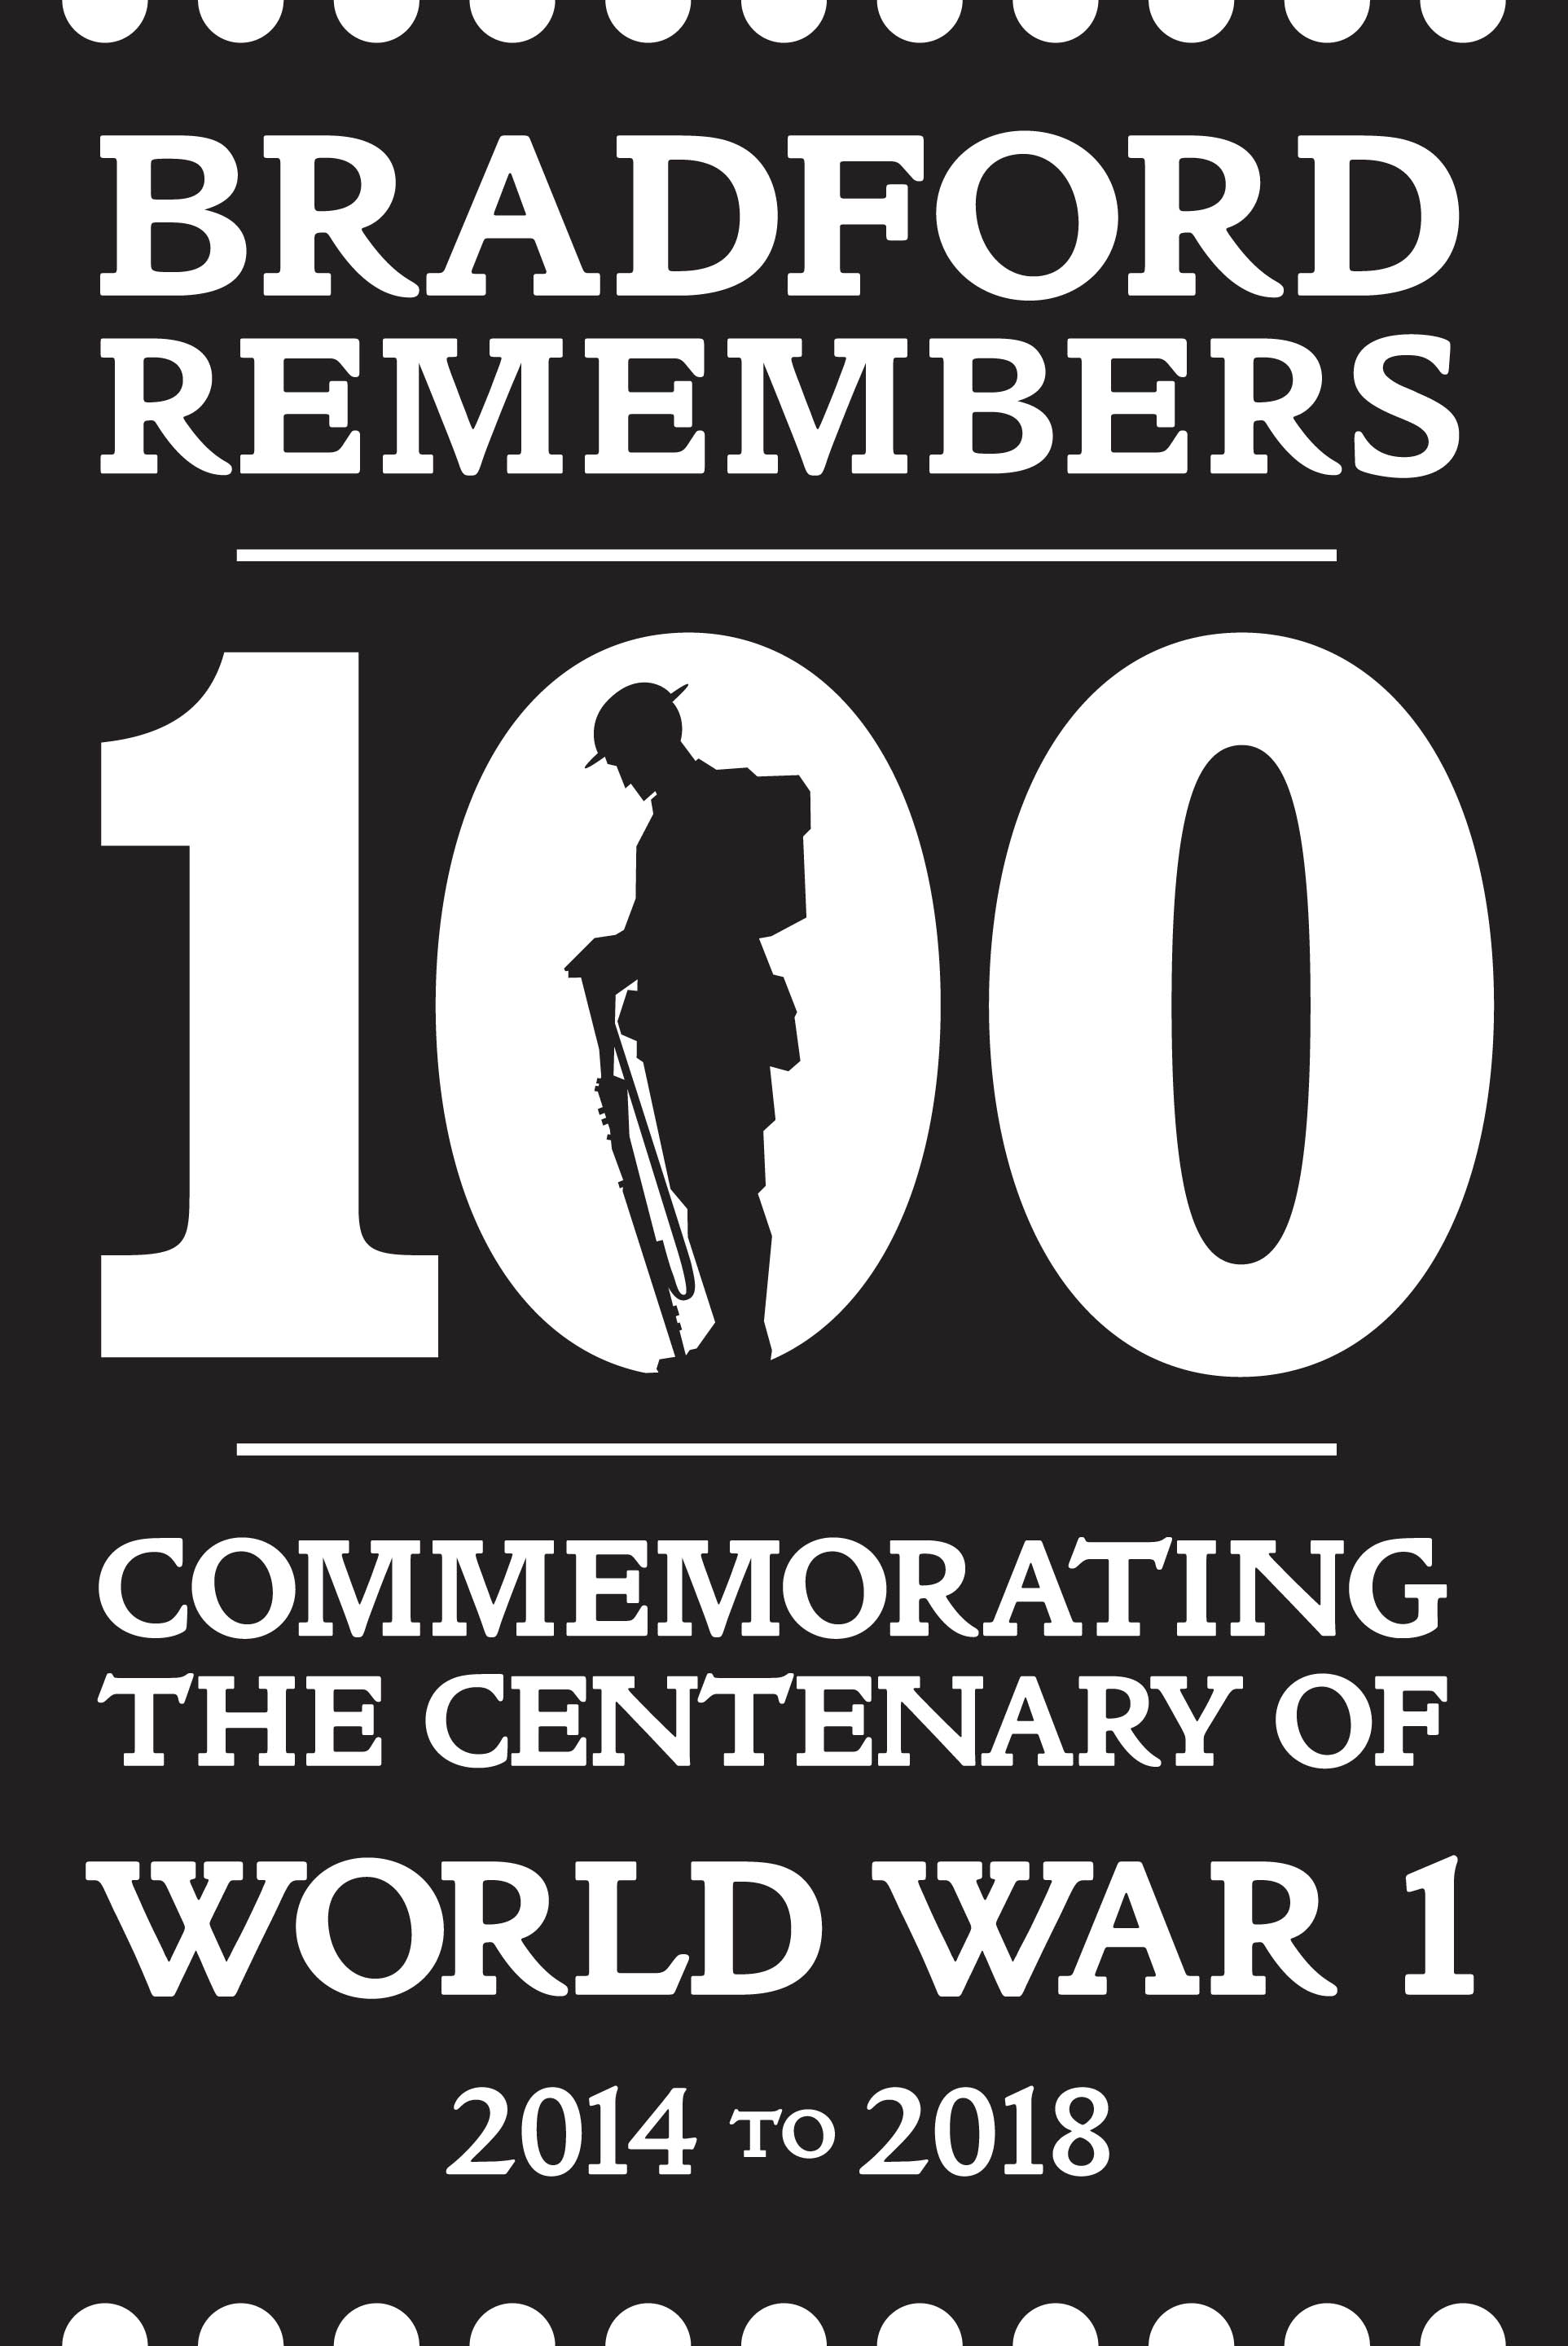 BRADFORD
REMEMBERS
100
COMMEMORATING
THE CENTENARY OF
WORLD WAR 1
2014 TO 2018